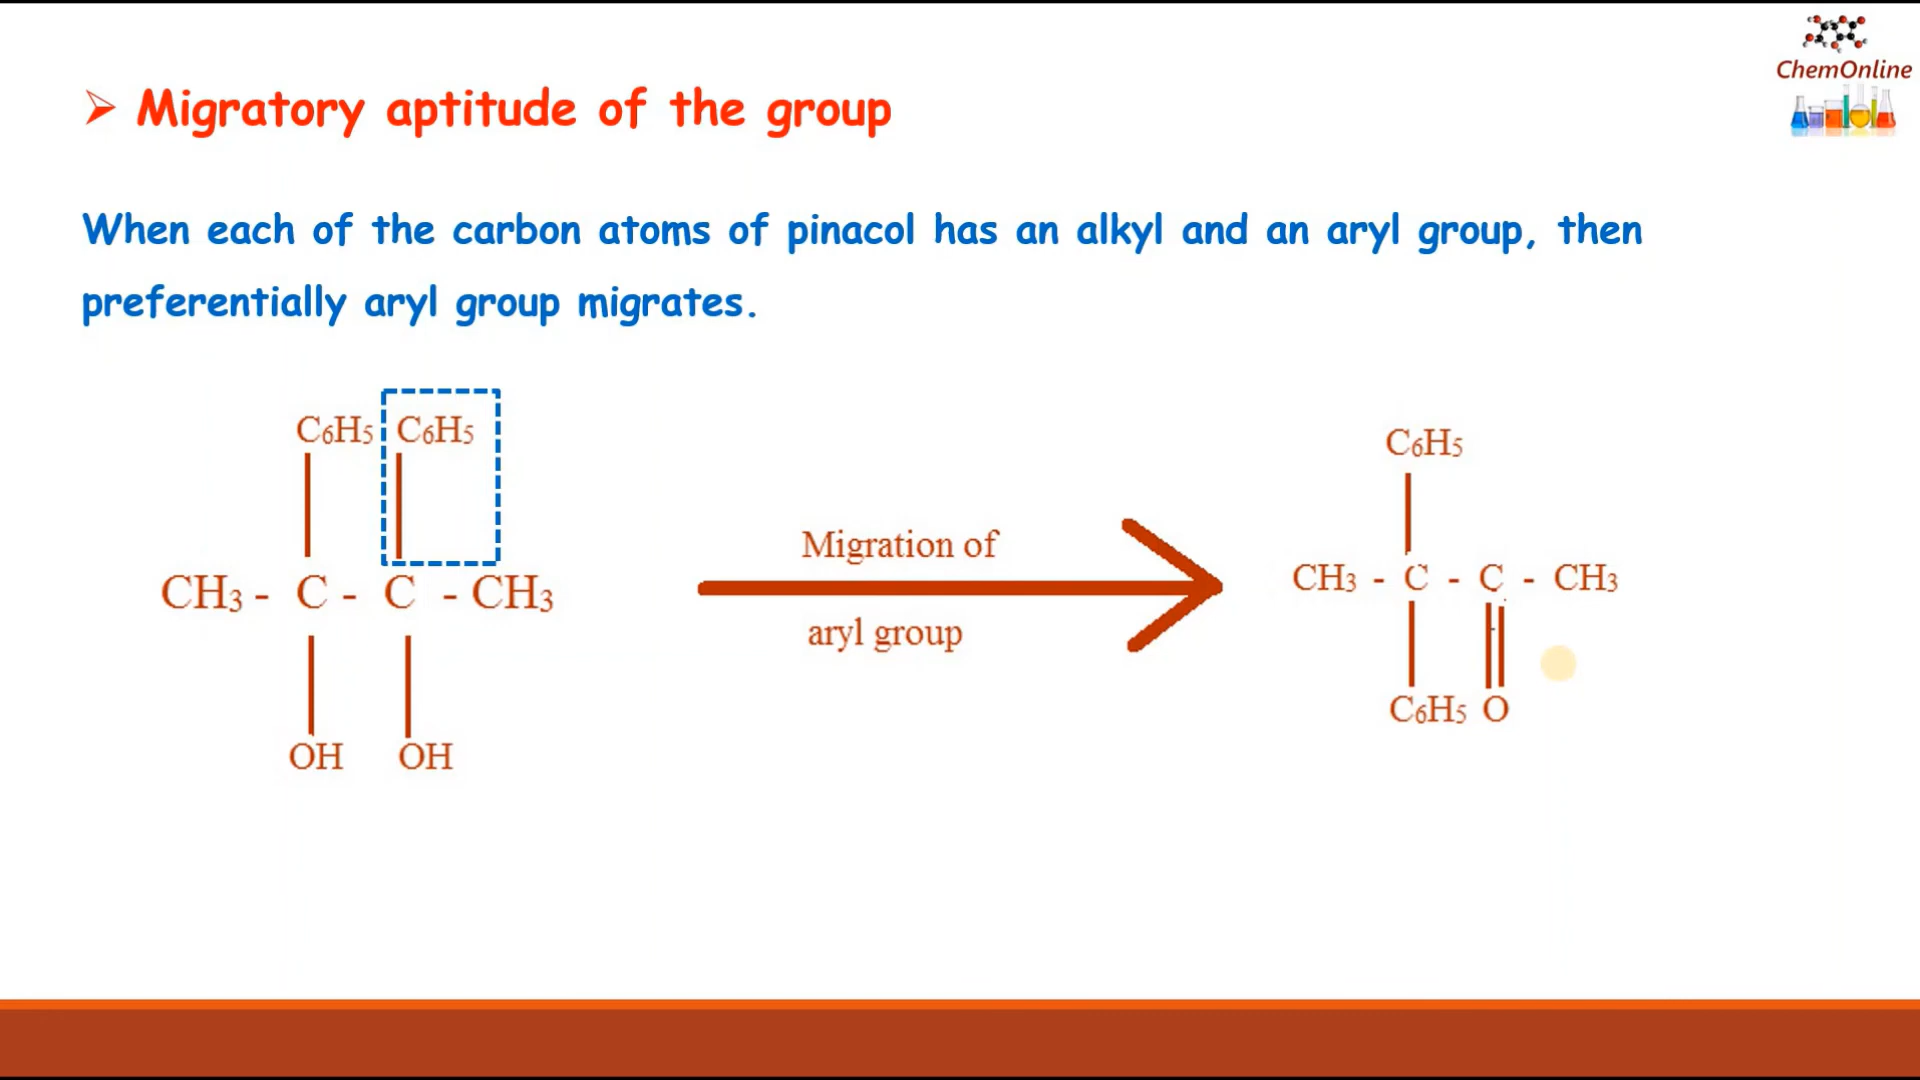 ChemOnline
➢ Migratory aptitude of the group
When each of the carbon atoms of pinacol has an alkyl and an aryl group, then
preferentially aryl group migrates.
C6H5 C6H5
CH3 - C - C - CH3
OH OH
Migration of
aryl group
C6H5
CH3 - C - C - CH3
C6H5 O